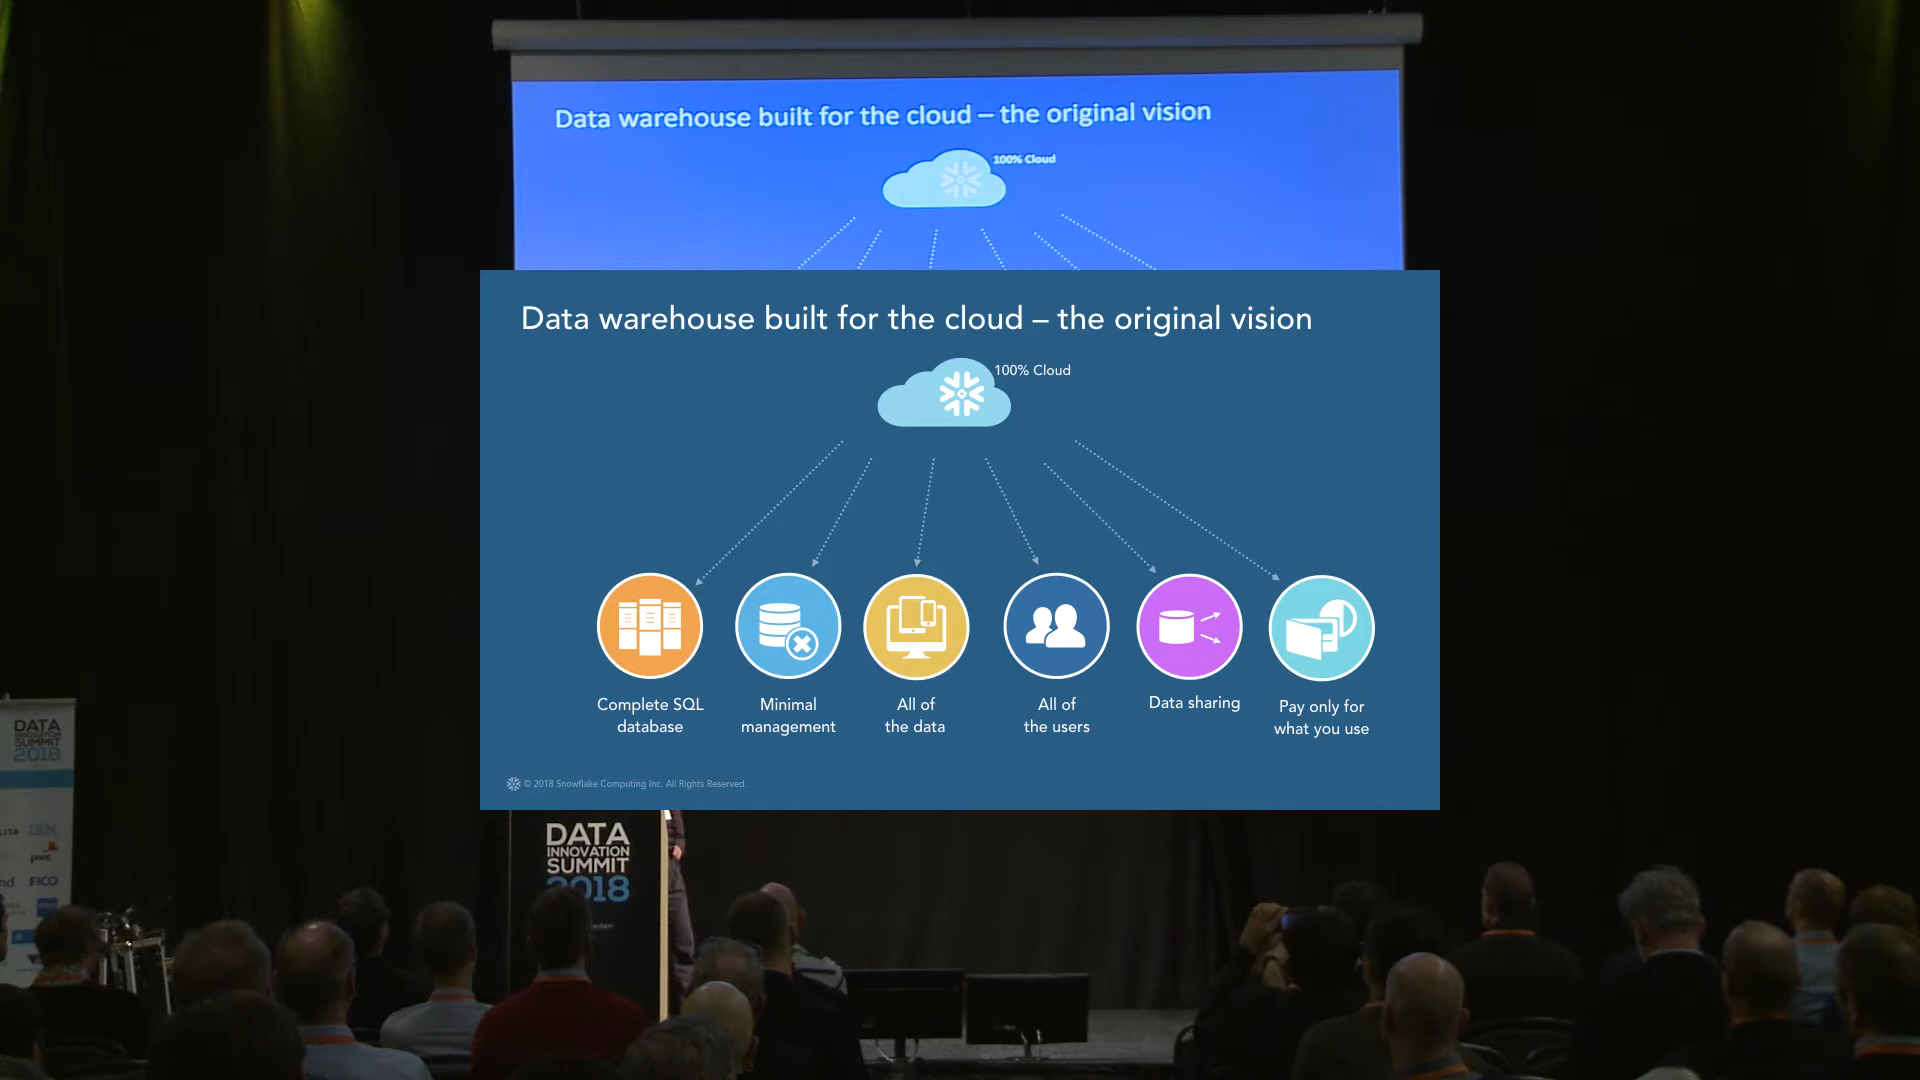 Data warehouse built for the cloud – the original vision
100% Cloud
Data warehouse built for the cloud – the original vision
100% Cloud
Complete SQL
database
Minimal
management
All of
the data
All of
the users
Data sharing
Pay only for
what you use
© 2018 Snowflake Computing Inc. All Rights Reserved.
DATA
INNOVATION
SUMMIT
2018
IBM
pwc
FICO
DATA
INNOVATION
SUMMIT
2018